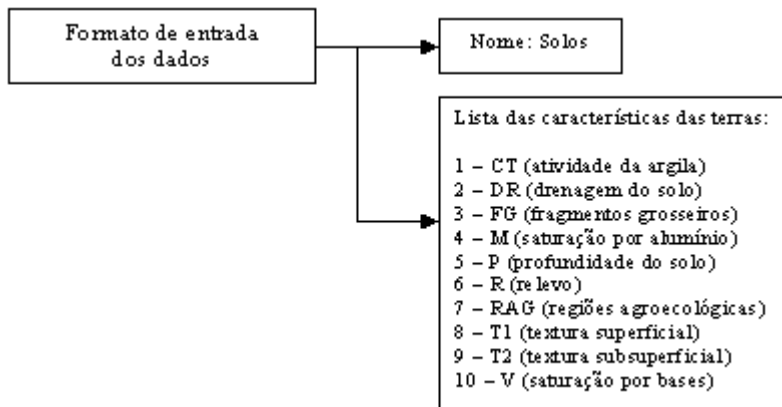 Formato de entrada
dos dados
Nome: Solos
Lista das características das terras:
1 – CT (atividade da argila)
2 – DR (drenagem do solo)
3 – FG (fragmentos grosseiros)
4 – M (saturação por alumínio)
5 – P (profundidade do solo)
6 – R (relevo)
7 – RAG (regiões agroecológicas)
8 – T1 (textura superficial)
9 – T2 (textura subsuperficial)
10 – V (saturação por bases)